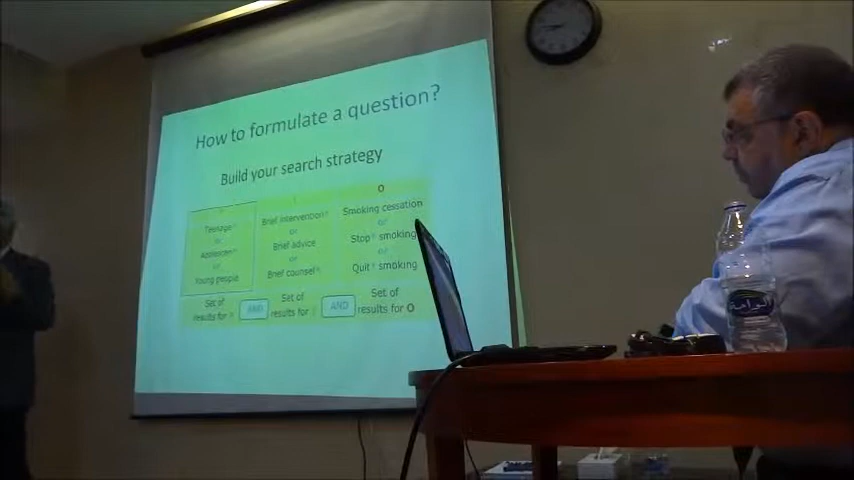 How to formulate a question?
Build your search strategy
O
Teenage*
or
Adolescen*
or
Young people
Brief intervention*
or
Brief advice
or
Brief counsel*
Smoking cessation
or
Stop* smoking
or
Quit* smoking
Set of
results for
AND
Set of
results for I
AND
Set of
results for O
نوامة